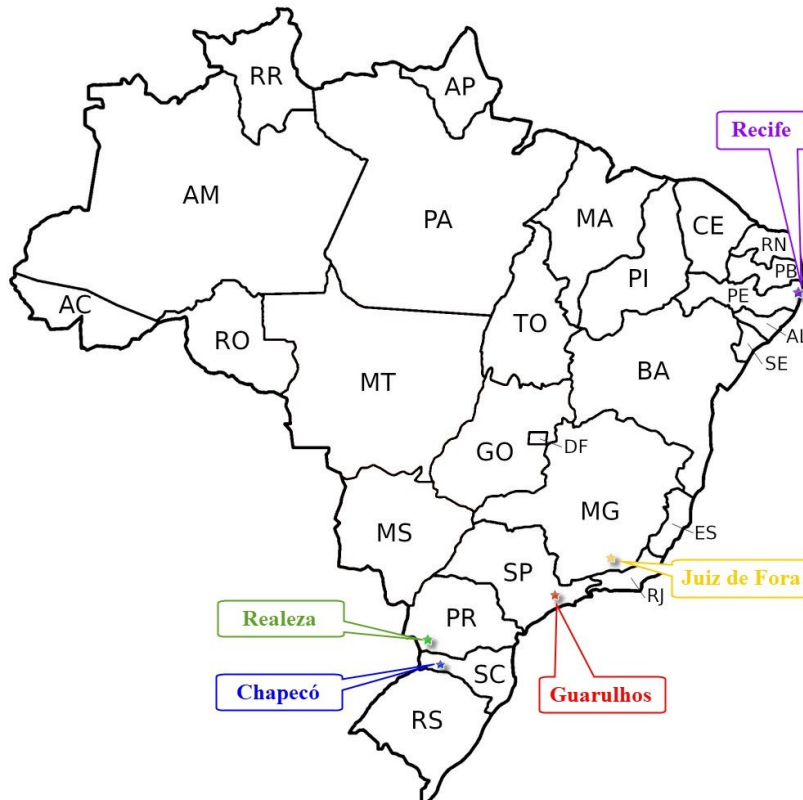 RR
AP
Recife
AM
PA
MA
CE
RN
PB
PI
PE
AC
TO
AL
RO
SE
MT
BA
GO
DF
MG
MS
ES
SP
Juiz de Fora
RJ
Realeza
PR
SC
Chapecó
Guarulhos
RS